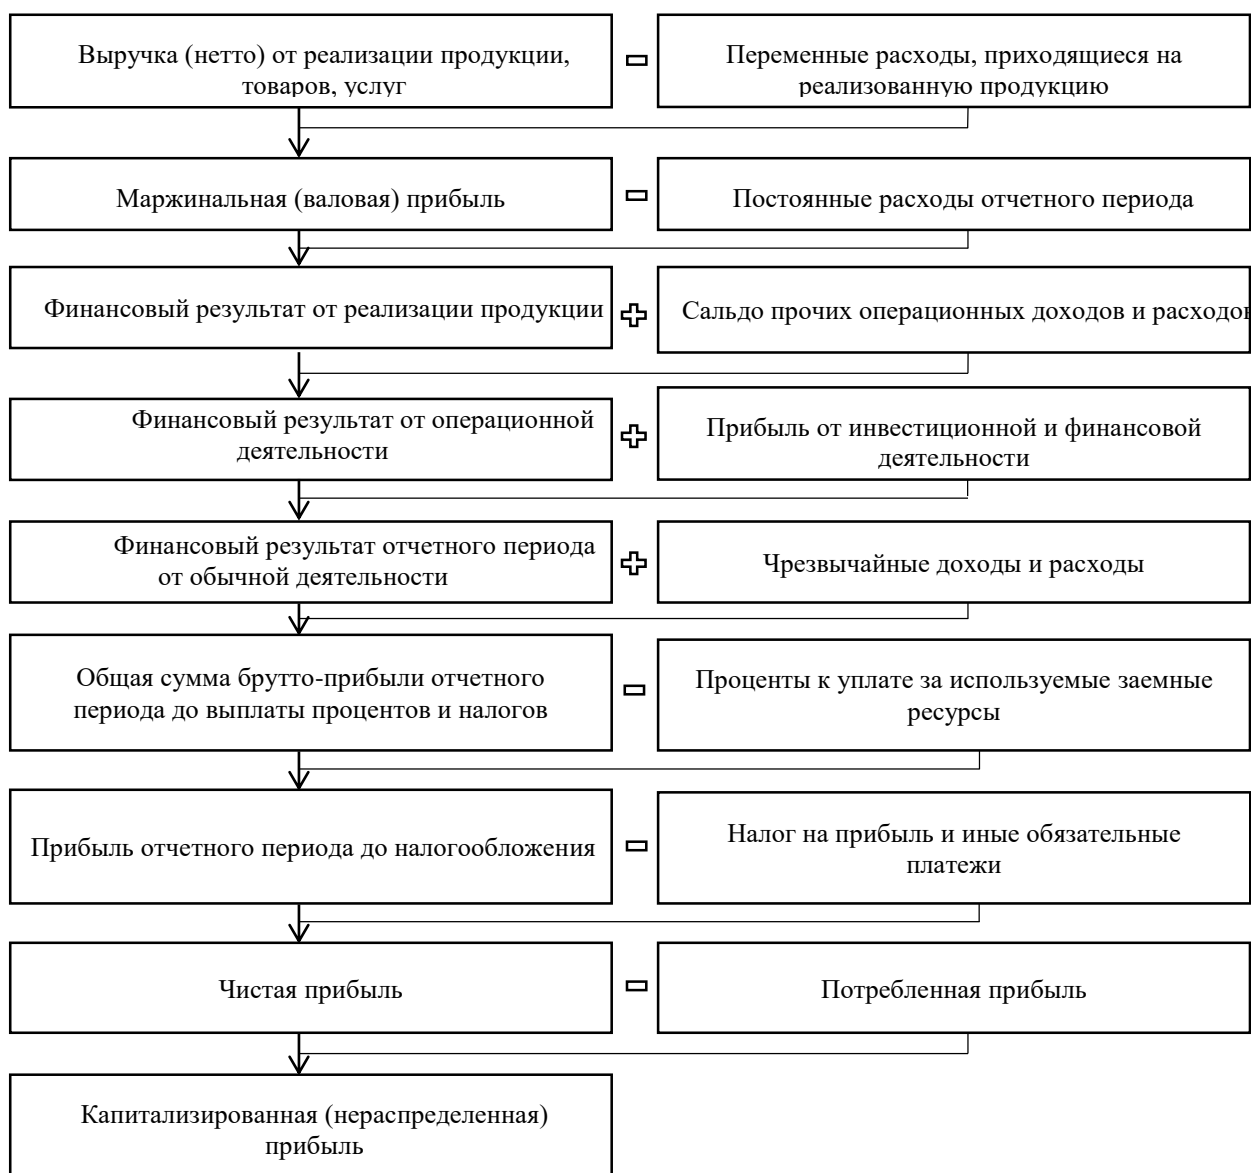 Выручка (нетто) от реализации продукции,
товаров, услуг
Переменные расходы, приходящиеся на
реализованную продукцию
Маржинальная (валовая) прибыль
Постоянные расходы отчетного периода
Финансовый результат от реализации продукции
Сальдо прочих операционных доходов и расходов
Финансовый результат от операционной
деятельности
Прибыль от инвестиционной и финансовой
деятельности
Финансовый результат отчетного периода
от обычной деятельности
Чрезвычайные доходы и расходы
Общая сумма брутто-прибыли отчетного
периода до выплаты процентов и налогов
Проценты к уплате за используемые заемные
ресурсы
Прибыль отчетного периода до налогообложения
Налог на прибыль и иные обязательные
платежи
Чистая прибыль
Потребленная прибыль
Капитализированная (нераспределенная)
прибыль